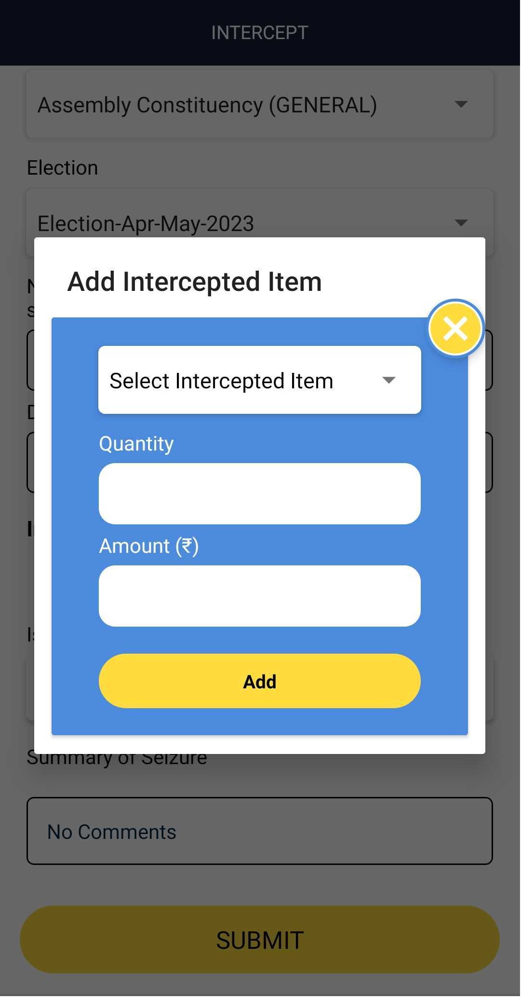 INTERCEPT
Assembly Constituency (GENERAL)
Election
Election-Apr-May-2023
Add Intercepted Item
Select Intercepted Item
Quantity
Amount (₹)
Add
Summary of Seizure
No Comments
SUBMIT